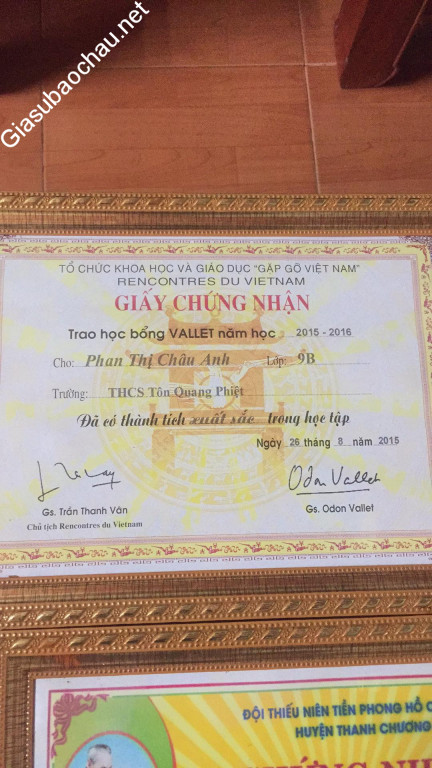 Giasubaochau.net
TỔ CHỨC KHOA HỌC VÀ GIÁO DỤC "GẶP GỠ VIỆT NAM"
RENCONTRES DU VIETNAM
GIẤY CHỨNG NHẬN
Trao học bổng VALLET năm học : 2015 - 2016
Cho: Phan Thị Châu Anh Lớp: 9B
Trường: THCS Tôn Quang Phiệt
Đã có thành tích xuất sắc trong học tập
Ngày 26 tháng 8 năm 2015
Odon Vallet
Gs. Trần Thanh Vân Gs. Odon Vallet
Chủ tịch Rencontres du Vietnam
ĐỘI THIẾU NIÊN TIỀN PHONG HỒ C
HUYỆN THANH CHƯƠNG